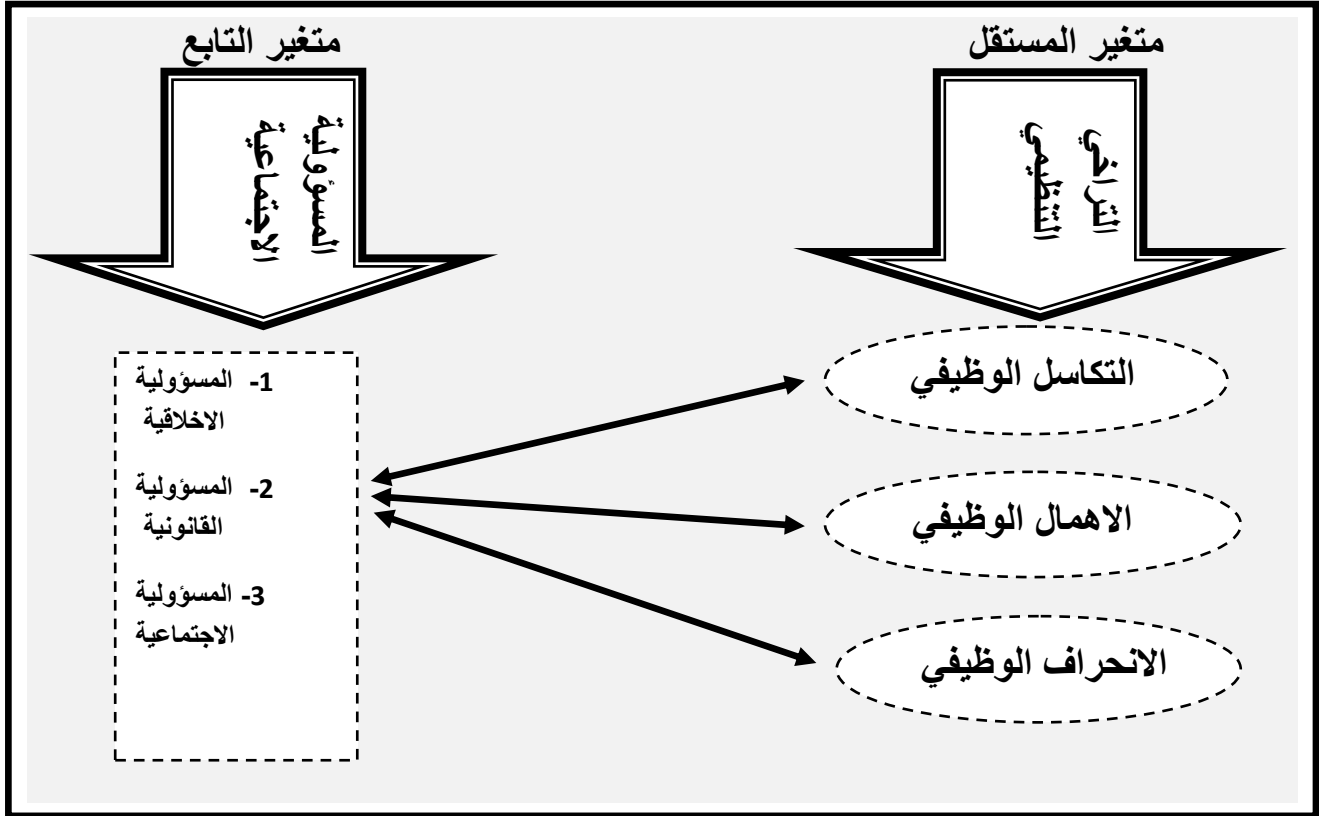 متغير المستقل
متغير التابع
التراخي
التنظيمي
المسؤولية
الاجتماعية
التكاسل الوظيفي
الاهمال الوظيفي
الانحراف الوظيفي
1- المسؤولية
الاخلاقية
2- المسؤولية
القانونية
3- المسؤولية
الاجتماعية